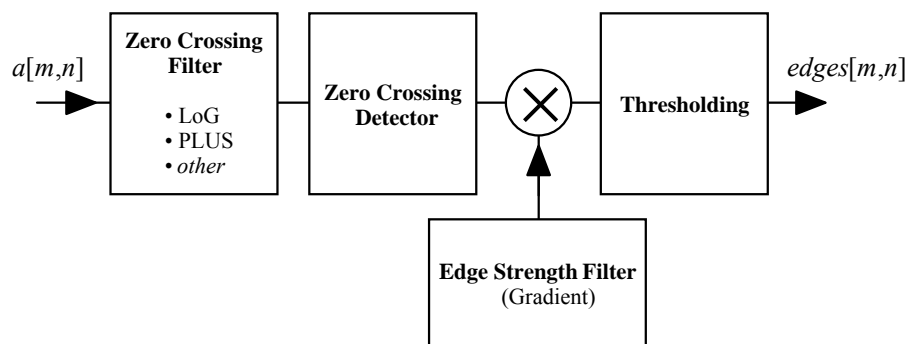 a[m,n]
Zero Crossing
Filter
• LoG
• PLUS
• other
Zero Crossing
Detector
Thresholding
edges[m,n]
Edge Strength Filter
(Gradient)